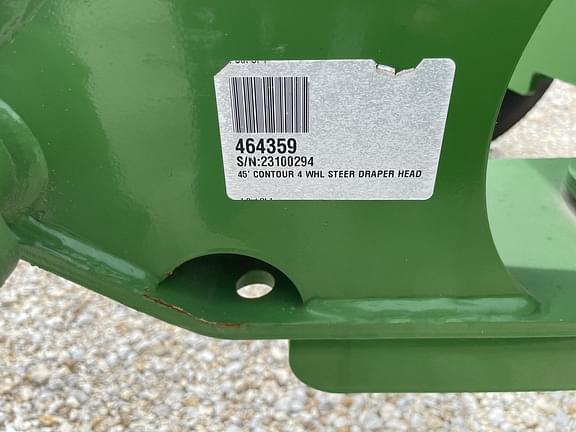 464359
S/N:23100294
45' CONTOUR 4 WHL STEER DRAPER HEAD